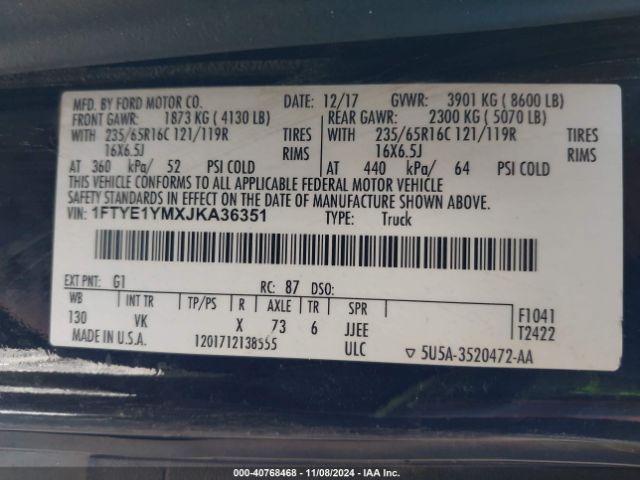 MFD. BY FORD MOTOR CO. DATE: 12/17 GVWR: 3901 KG ( 8600 LB)
FRONT GAWR: 1873 KG ( 4130 LB) REAR GAWR: 2300 KG ( 5070 LB)
WITH 235/65R16C 121/119R TIRES WITH 235/65R16C 121/119R TIRES
16X6.5J RIMS 16X6.5J RIMS
AT 360 kPa/ 52 PSI COLD AT 440 kPa/ 64 PSI COLD
THIS VEHICLE CONFORMS TO ALL APPLICABLE FEDERAL MOTOR VEHICLE
SAFETY STANDARDS IN EFFECT ON THE DATE OF MANUFACTURE SHOWN ABOVE.
VIN: 1FTYE1YMXJKA36351 TYPE: Truck
EXT PNT: G1 RC: 87 DSO:
WB INT TR TP/PS R AXLE TR SPR
130 VK X 73 6 JJEE F1041
T2422
MADE IN U.S.A. 1201712138555 ULC ▽ 5U5A-3520472-AA
000-40768468 - 11/08/2024 - IAA Inc.